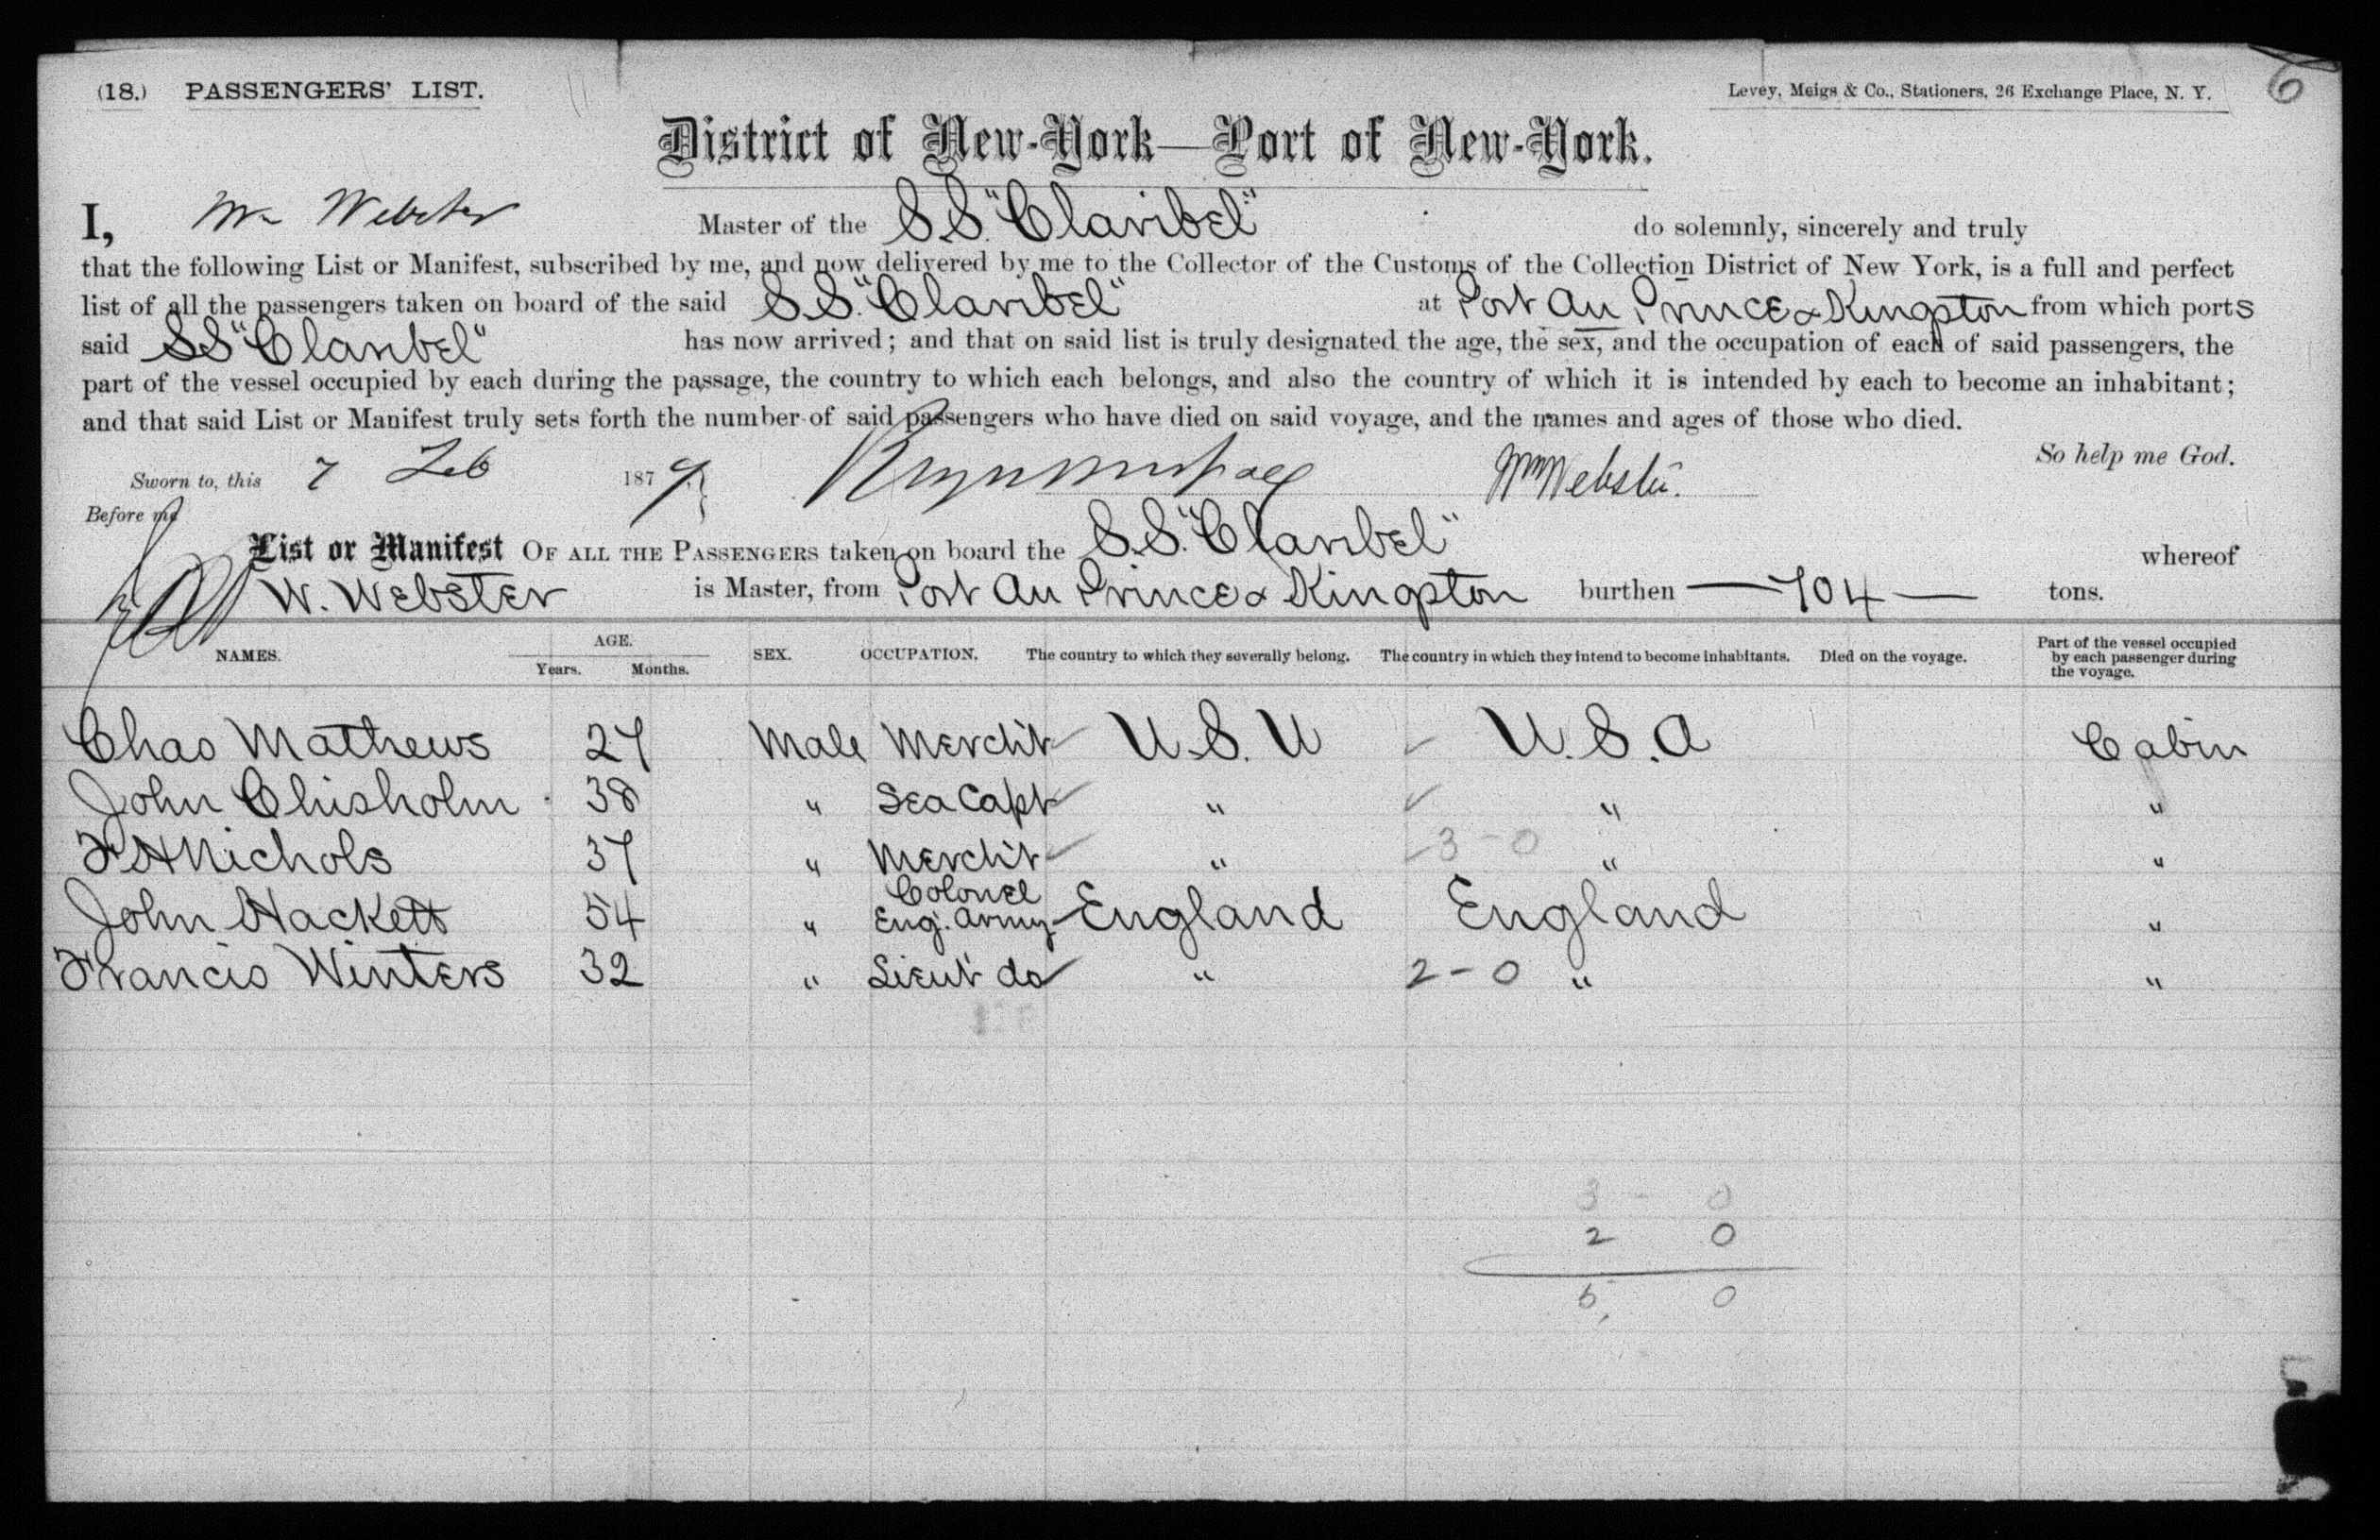 (18.) PASSENGERS' LIST.
Levey, Meigs & Co., Stationers, 26 Exchange Place, N. Y.
6
District of New-York—Port of New-York.
I, Wm Webster Master of the S.S. "Claribel" do solemnly, sincerely and truly
that the following List or Manifest, subscribed by me, and now delivered by me to the Collector of the Customs of the Collection District of New York, is a full and perfect
list of all the passengers taken on board of the said S.S. "Claribel" at Port Au Prince & Kingston from which ports
said SS "Claribel" has now arrived; and that on said list is truly designated the age, the sex, and the occupation of each of said passengers, the
part of the vessel occupied by each during the passage, the country to which each belongs, and also the country of which it is intended by each to become an inhabitant;
and that said List or Manifest truly sets forth the number of said passengers who have died on said voyage, and the names and ages of those who died.
So help me God.
Sworn to, this 7 Feb 1879 Wm Webster.
Before me
List or Manifest OF ALL THE PASSENGERS taken on board the S.S. "Claribel" whereof
W. Webster is Master, from Port Au Prince & Kingston burthen — 704 — tons.
NAMES. AGE. Years. Months. SEX. OCCUPATION. The country to which they severally belong. The country in which they intend to become inhabitants. Died on the voyage. Part of the vessel occupied by each passenger during the voyage.
Chas Mathews 27 Male Merch't U.S. U U.S.A Cabin
John Chisholm 38 " Sea Capt " " "
F H Nichols 37 " Merch't " 3-0 " "
John Hackett 54 " Colonel Eng. Army England England "
Francis Winters 32 " Lieut do " 2-0 " "
3 - 0
2 0
5, 0